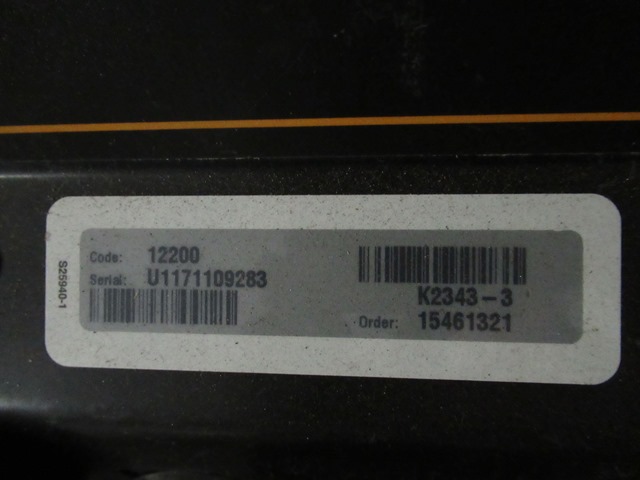 S25940-1
Code: 12200
Serial: U1171109283
K2343-3
Order: 15461321